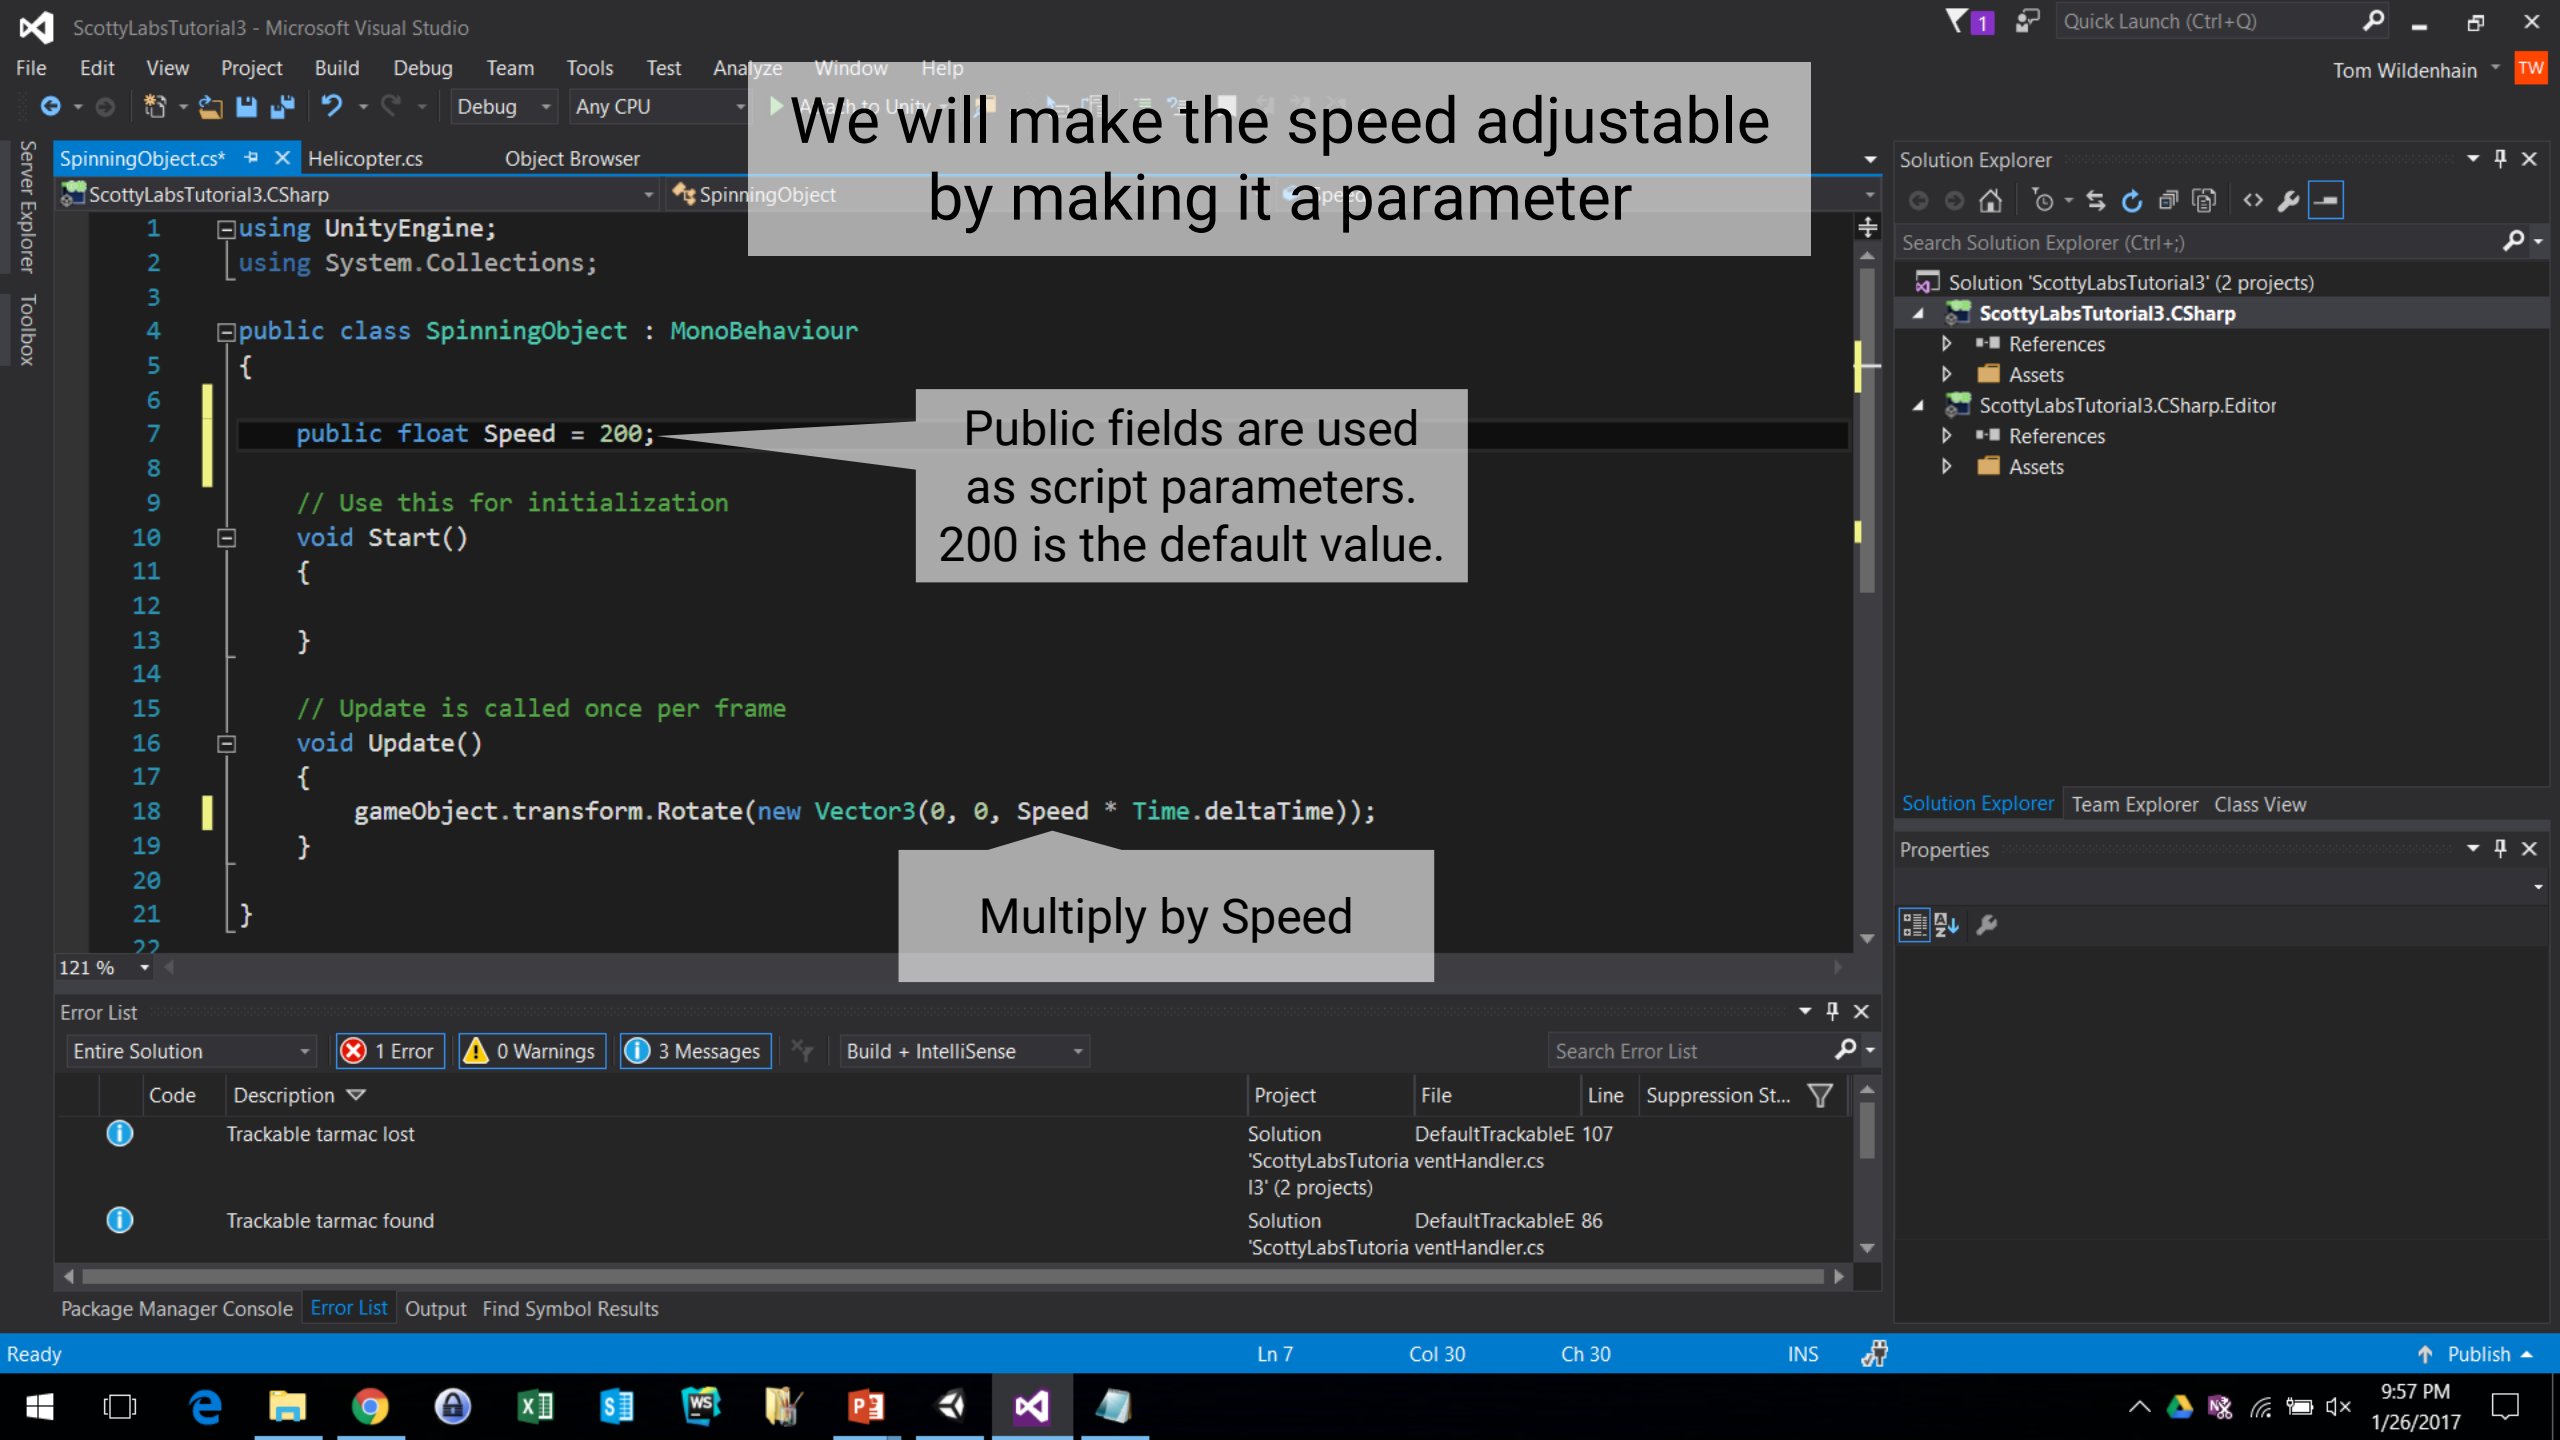 ScottyLabsTutorial3 - Microsoft Visual Studio
1
Quick Launch (Ctrl+Q)
File Edit View Project Build Debug Team Tools Test Analyze Window Help
Tom Wildenhain TW
Debug Any CPU Attach to Unity
We will make the speed adjustable
by making it a parameter
Server Explorer
Toolbox
SpinningObject.cs* Helicopter.cs Object Browser
ScottyLabsTutorial3.CSharp SpinningObject Speed
1 using UnityEngine;
2 using System.Collections;
3
4 public class SpinningObject : MonoBehaviour
5 {
6
7 public float Speed = 200;
8
9 // Use this for initialization
10 void Start()
11 {
12
13 }
14
15 // Update is called once per frame
16 void Update()
17 {
18 gameObject.transform.Rotate(new Vector3(0, 0, Speed * Time.deltaTime));
19 }
20
21 }
22
Public fields are used
as script parameters.
200 is the default value.
Multiply by Speed
121 %
Solution Explorer
Search Solution Explorer (Ctrl+;)
Solution 'ScottyLabsTutorial3' (2 projects)
ScottyLabsTutorial3.CSharp
References
Assets
ScottyLabsTutorial3.CSharp.Editor
References
Assets
Solution Explorer Team Explorer Class View
Properties
Error List
Entire Solution 1 Error 0 Warnings 3 Messages Build + IntelliSense Search Error List
Code Description Project File Line Suppression St...
Trackable tarmac lost Solution DefaultTrackableE 107
'ScottyLabsTutoria ventHandler.cs
l3' (2 projects)
Trackable tarmac found Solution DefaultTrackableE 86
'ScottyLabsTutoria ventHandler.cs
Package Manager Console Error List Output Find Symbol Results
Ready Ln 7 Col 30 Ch 30 INS Publish
9:57 PM
1/26/2017